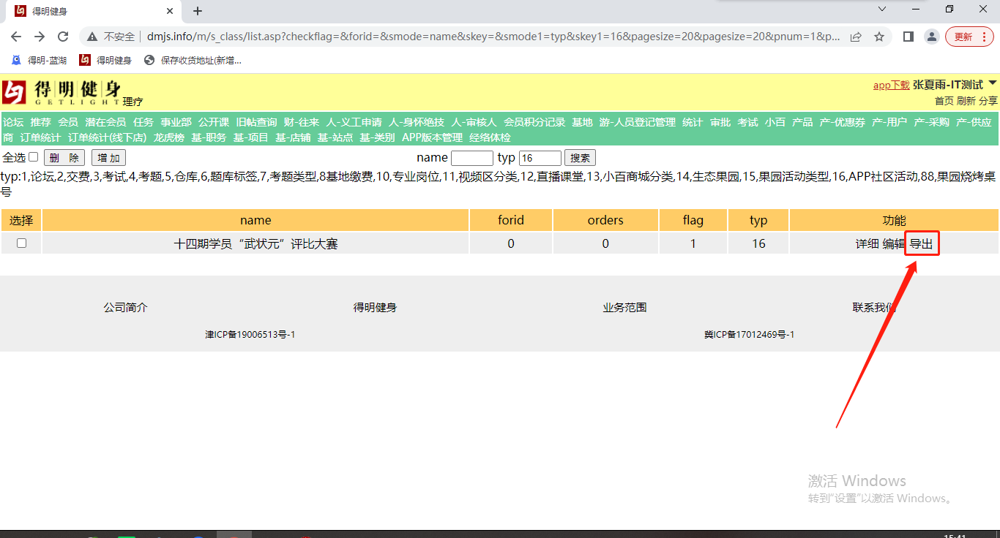 得明健身
不安全 dmjs.info/m/s_class/list.asp?checkflag=&forid=&smode=name&skey=&smode1=typ&skey1=16&pagesize=20&pagesize=20&pnum=1&p... 更新
得明-蓝湖 得明健身 保存收货地址(新增...
得明健身 app下载 张夏雨-IT测试
GETLIGHT 理疗 首页 刷新 分享
论坛 推荐 会员 潜在会员 任务 事业部 公开课 旧帖查询 财-往来 人-义工申请 人-身怀绝技 人-审核人 会员积分记录 基地 游-人员登记管理 统计 审批 考试 小百 产品 产-优惠券 产-用户 产-采购 产-供应
商 订单统计 订单统计(线下店) 龙虎榜 基-职务 基-项目 基-店铺 基-站点 基-类别 APP版本管理 经络体检
全选 删 除 增 加 name typ 16 搜索
typ:1,论坛,2,交费,3,考试,4,考题,5,仓库,6,题库标签,7,考题类型,8基地缴费,10,专业岗位,11,视频区分类,12,直播课堂,13,小百商城分类,14,生态果园,15,果园活动类型,16,APP社区活动,88,果园烧烤桌
号
选择 name forid orders flag typ 功能
十四期学员“武状元”评比大赛 0 0 1 16 详细 编辑 导出
公司简介 得明健身 业务范围 联系我们
津ICP备19006513号-1 冀ICP备17012469号-1
激活 Windows
转到"设置"以激活 Windows。
15:41